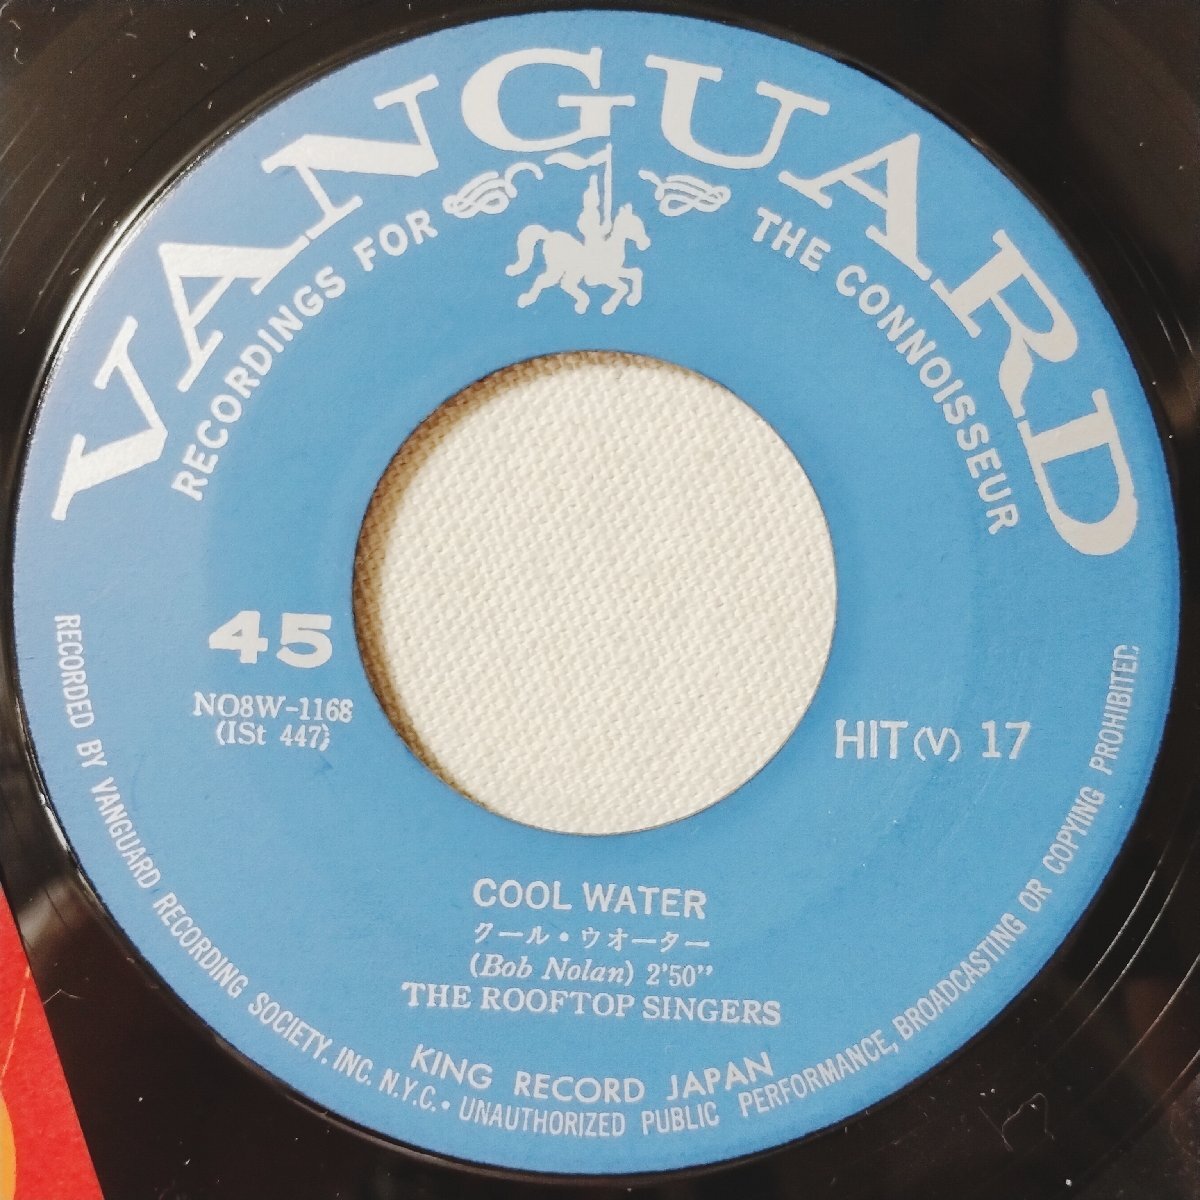 VANGUARD
RECORDINGS FOR THE CONNOISSEUR
45
NO8W-1168
(ISt 447)
HIT (V) 17
COOL WATER
クール・ウオーター
(Bob Nolan) 2'50"
THE ROOFTOP SINGERS
KING RECORD JAPAN
RECORDED BY VANGUARD RECORDING SOCIETY, INC. N.Y.C. • UNAUTHORIZED PUBLIC PERFORMANCE, BROADCASTING OR COPYING PROHIBITED